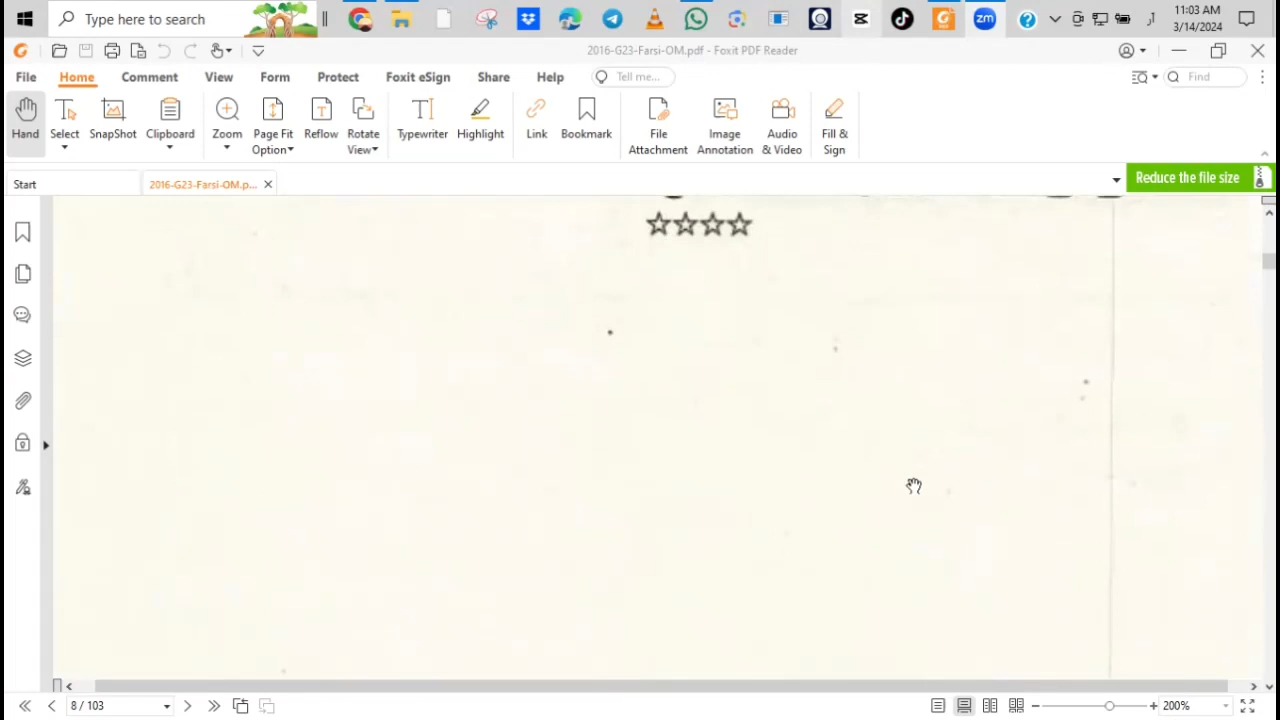 Type here to search
11:03 AM
3/14/2024
zm
2016-G23-Farsi-OM.pdf - Foxit PDF Reader
File Home Comment View Form Protect Foxit eSign Share Help Tell me... Find
Hand Select SnapShot Clipboard Zoom Page Fit Option Reflow Rotate View Typewriter Highlight Link Bookmark File Attachment Image Annotation Audio & Video Fill & Sign
Start 2016-G23-Farsi-OM.p... Reduce the file size
☆☆☆☆
8 / 103 200%